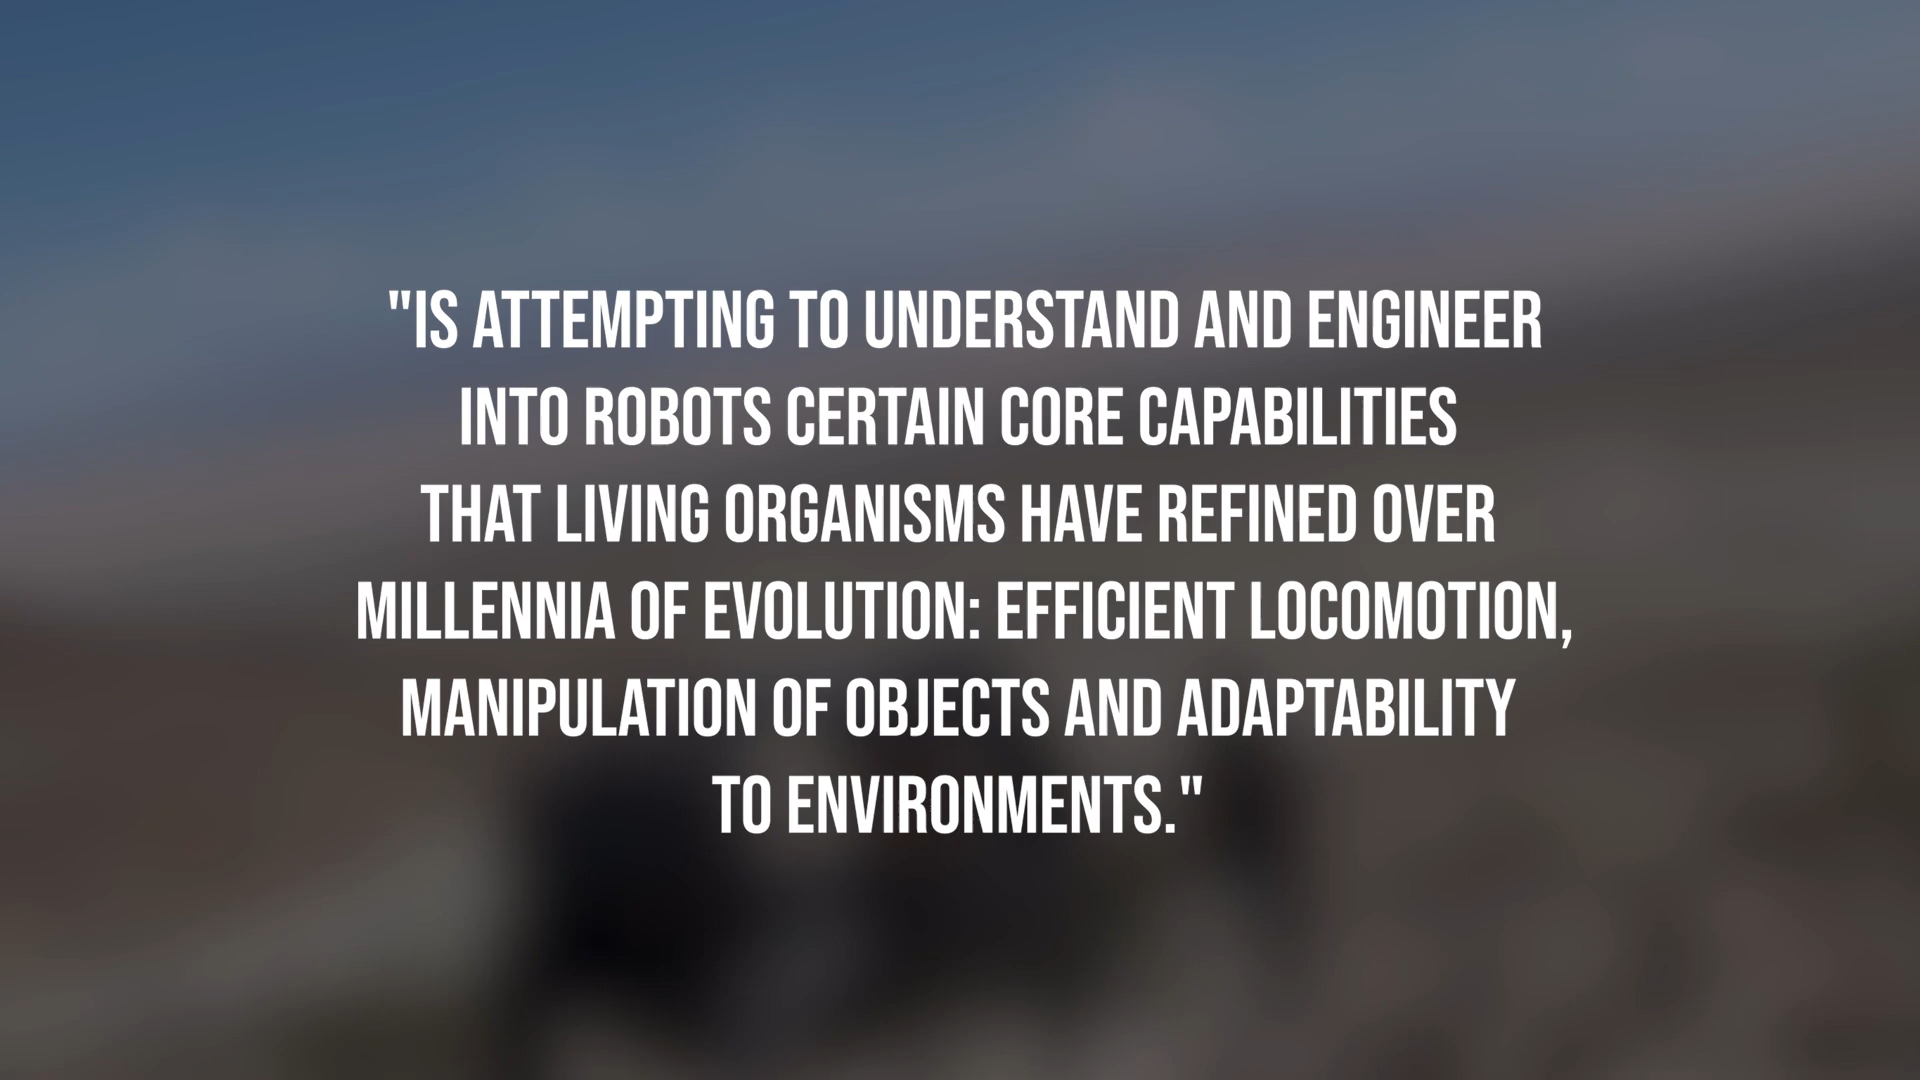 "IS ATTEMPTING TO UNDERSTAND AND ENGINEER
INTO ROBOTS CERTAIN CORE CAPABILITIES
THAT LIVING ORGANISMS HAVE REFINED OVER
MILLENNIA OF EVOLUTION: EFFICIENT LOCOMOTION,
MANIPULATION OF OBJECTS AND ADAPTABILITY
TO ENVIRONMENTS."